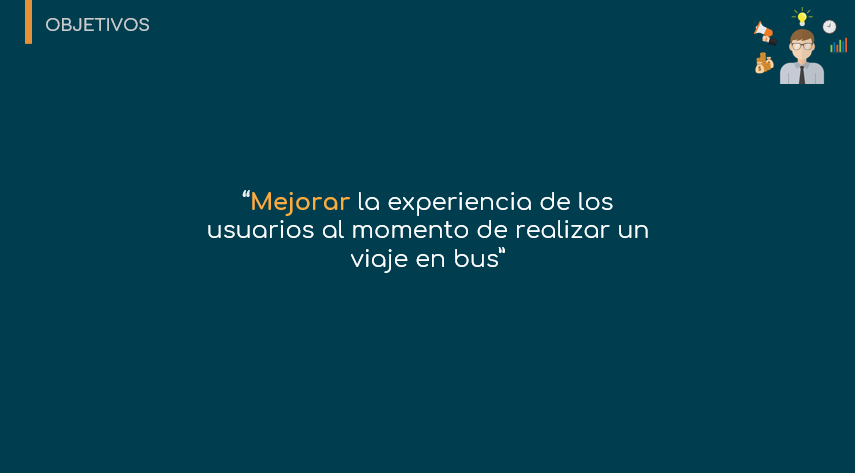 OBJETIVOS
“Mejorar la experiencia de los
usuarios al momento de realizar un
viaje en bus”